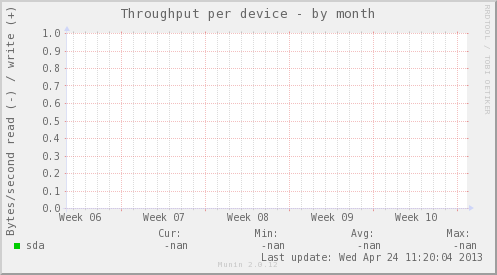 Throughput per device - by month
RRDTOOL / TOBI OETIKER
Bytes/second read (-) / write (+)
1.0
0.9
0.8
0.7
0.6
0.5
0.4
0.3
0.2
0.1
0.0
Week 06 Week 07 Week 08 Week 09 Week 10
Cur: Min: Avg: Max:
sda -nan -nan -nan -nan
Last update: Wed Apr 24 11:20:04 2013
Munin 2.0.12